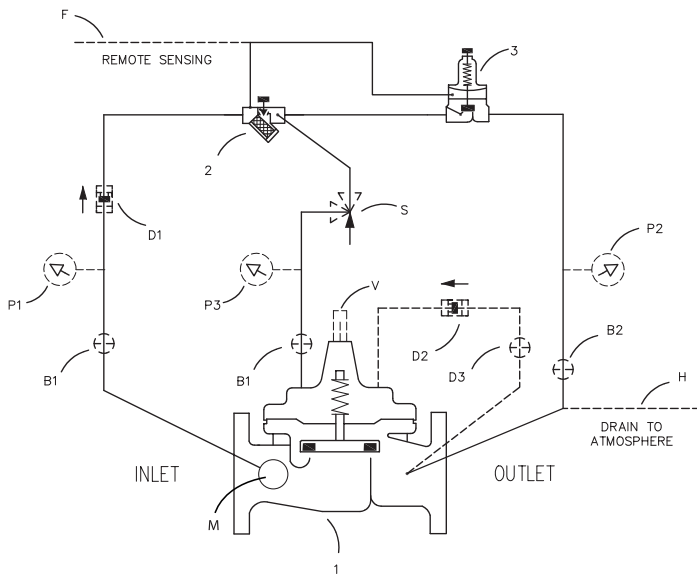 F
REMOTE SENSING
3
2
S
D1
P2
P1
P3
V
D2
D3
B2
B1
B1
H
DRAIN TO
ATMOSPHERE
INLET
OUTLET
M
1